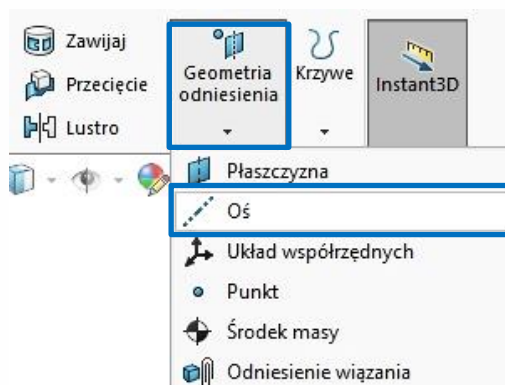 Zawijaj
Przecięcie
Lustro
Geometria
odniesienia
Krzywe
Instant3D
Płaszczyzna
Oś
Układ współrzędnych
Punkt
Środek masy
Odniesienie wiązania